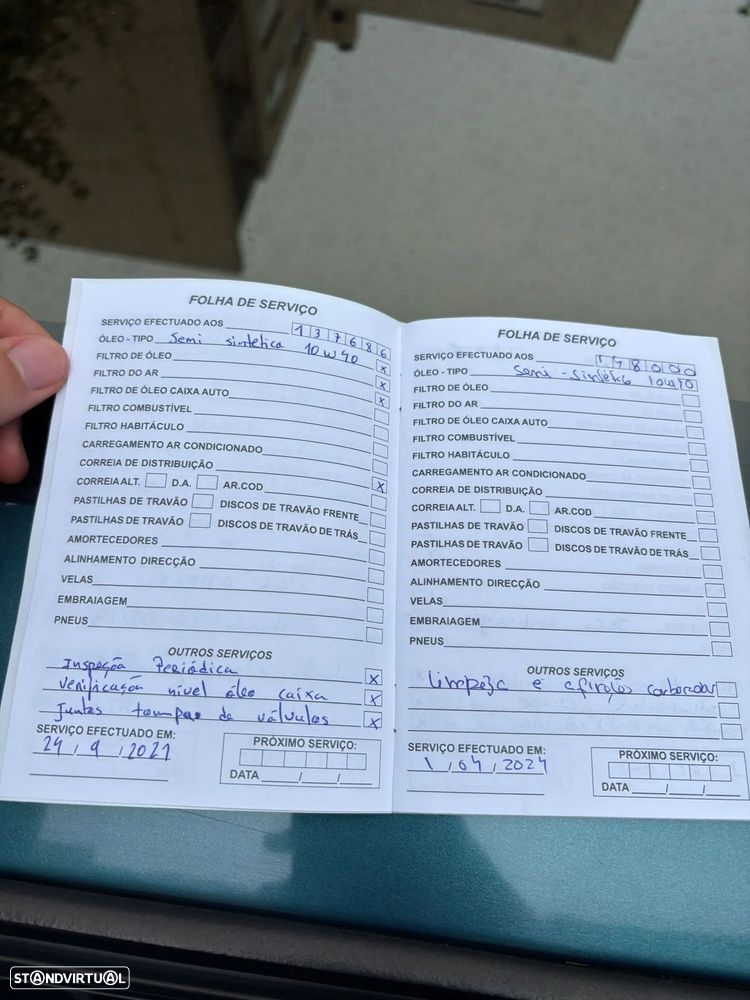 FOLHA DE SERVIÇO
SERVIÇO EFECTUADO AOS 137686
ÓLEO - TIPO Semi sintetica 10w40 x
FILTRO DE ÓLEO x
FILTRO DO AR x
FILTRO DE ÓLEO CAIXA AUTO
FILTRO COMBUSTÍVEL
FILTRO HABITÁCULO
CARREGAMENTO AR CONDICIONADO
CORREIA DE DISTRIBUIÇÃO x
CORREIA ALT. D.A. AR.COD
PASTILHAS DE TRAVÃO DISCOS DE TRAVÃO FRENTE
PASTILHAS DE TRAVÃO DISCOS DE TRAVÃO DE TRÁS
AMORTECEDORES
ALINHAMENTO DIRECÇÃO
VELAS
EMBRAIAGEM
PNEUS
OUTROS SERVIÇOS
Inspeção Periódica x
Verificação nível óleo caixa x
Juntas tampas de válvulas x
SERVIÇO EFECTUADO EM:
24 / 9 / 2021
PRÓXIMO SERVIÇO:
DATA / /
FOLHA DE SERVIÇO
SERVIÇO EFECTUADO AOS 148000
ÓLEO - TIPO Semi-Sintético 10w40
FILTRO DE ÓLEO
FILTRO DO AR
FILTRO DE ÓLEO CAIXA AUTO
FILTRO COMBUSTÍVEL
FILTRO HABITÁCULO
CARREGAMENTO AR CONDICIONADO
CORREIA DE DISTRIBUIÇÃO
CORREIA ALT. D.A. AR.COD
PASTILHAS DE TRAVÃO DISCOS DE TRAVÃO FRENTE
PASTILHAS DE TRAVÃO DISCOS DE TRAVÃO DE TRÁS
AMORTECEDORES
ALINHAMENTO DIRECÇÃO
VELAS
EMBRAIAGEM
PNEUS
OUTROS SERVIÇOS
Limpeza e afinação carborador
SERVIÇO EFECTUADO EM:
1 / 04 / 2024
PRÓXIMO SERVIÇO:
DATA / /
STANDVIRTUAL